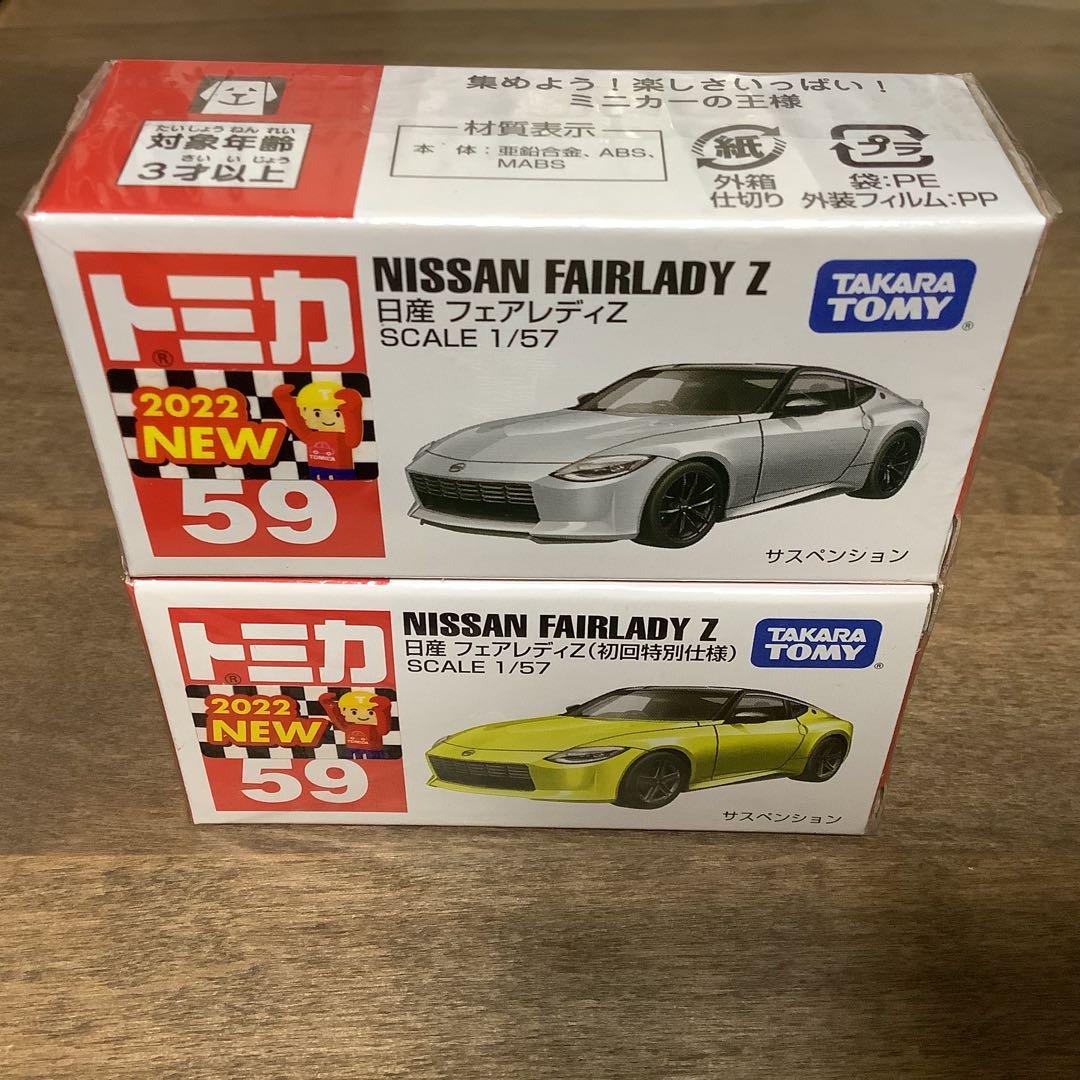 集めよう！楽しさいっぱい！
ミニカーの王様
たいしょう ねん れい
対象年齢
さい い じょう
3才以上
材質表示
本 体：亜鉛合金、ABS、
MABS
紙
外箱
仕切り
プラ
袋：PE
外装フィルム：PP
トミカ®
2022
NEW
TOMICA
59
NISSAN FAIRLADY Z
日産 フェアレディZ
SCALE 1/57
TAKARA
TOMY®
サスペンション
トミカ®
2022
NEW
TOMICA
59
NISSAN FAIRLADY Z
日産 フェアレディZ（初回特別仕様）
SCALE 1/57
TAKARA
TOMY®
サスペンション